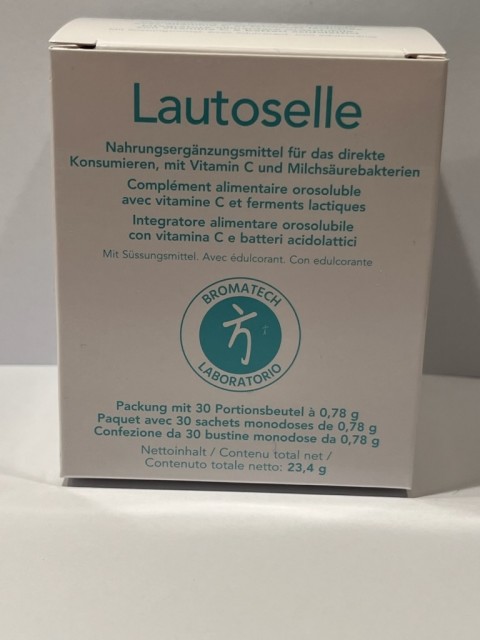 Lautoselle
Nahrungsergänzungsmittel für das direkte
Konsumieren, mit Vitamin C und Milchsäurebakterien
Complément alimentaire orosoluble
avec vitamine C et ferments lactiques
Integratore alimentare orosolubile
con vitamina C e batteri acidolattici
Mit Süssungsmittel. Avec édulcorant. Con edulcorante
BROMATECH
LABORATORIO
Packung mit 30 Portionsbeutel à 0,78 g
Paquet avec 30 sachets monodoses de 0,78 g
Confezione da 30 bustine monodose da 0,78 g
Nettoinhalt / Contenu total net /
Contenuto totale netto: 23,4 g